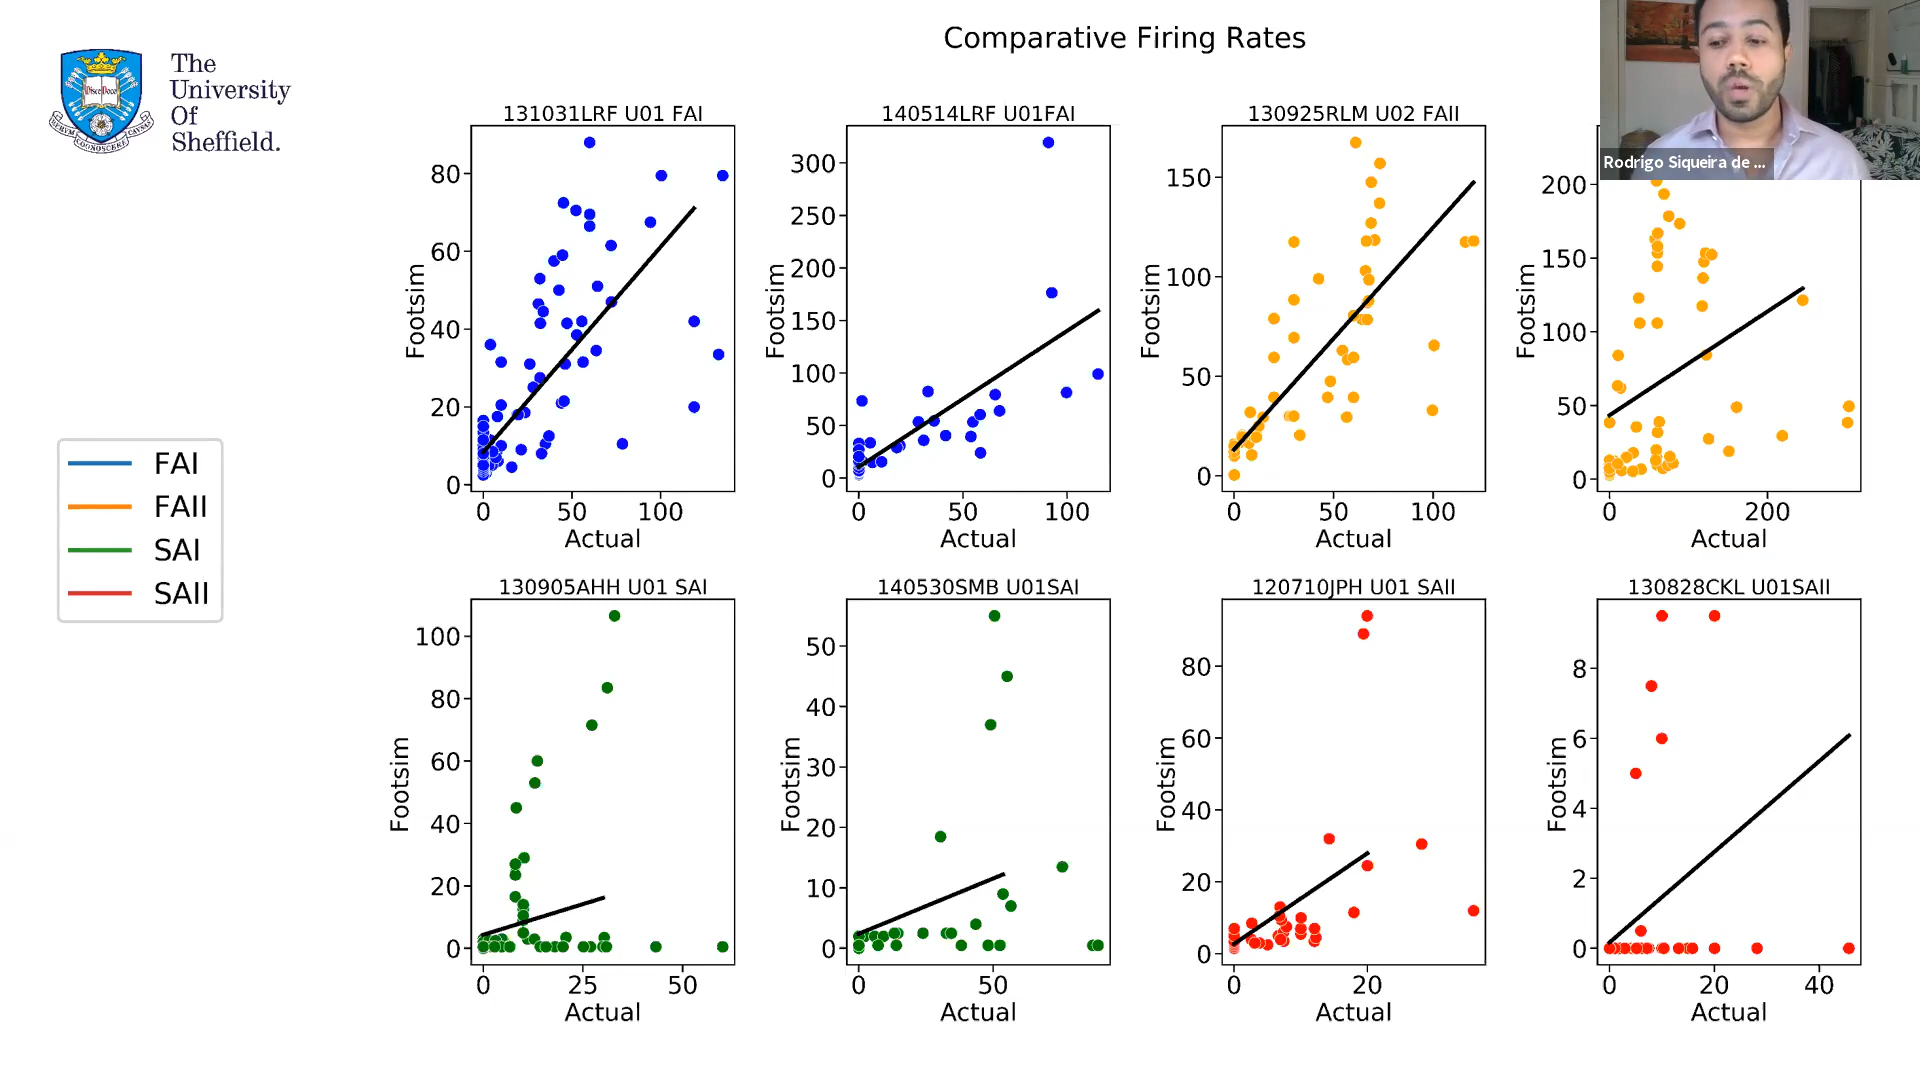 Comparative Firing Rates
The
University
Of
Sheffield.
Rodrigo Siqueira de ...
131031LRF U01 FAI
140514LRF U01FAI
130925RLM U02 FAII
80
60
40
20
0
Footsim
0 50 100
Actual
300
250
200
150
100
50
0
Footsim
0 50 100
Actual
150
100
50
0
Footsim
0 50 100
Actual
200
150
100
50
0
Footsim
0 200
Actual
FAI
FAII
SAI
SAII
130905AHH U01 SAI
140530SMB U01SAI
120710JPH U01 SAII
130828CKL U01SAII
100
80
60
40
20
0
Footsim
0 25 50
Actual
50
40
30
20
10
0
Footsim
0 50
Actual
80
60
40
20
0
Footsim
0 20
Actual
8
6
4
2
0
Footsim
0 20 40
Actual